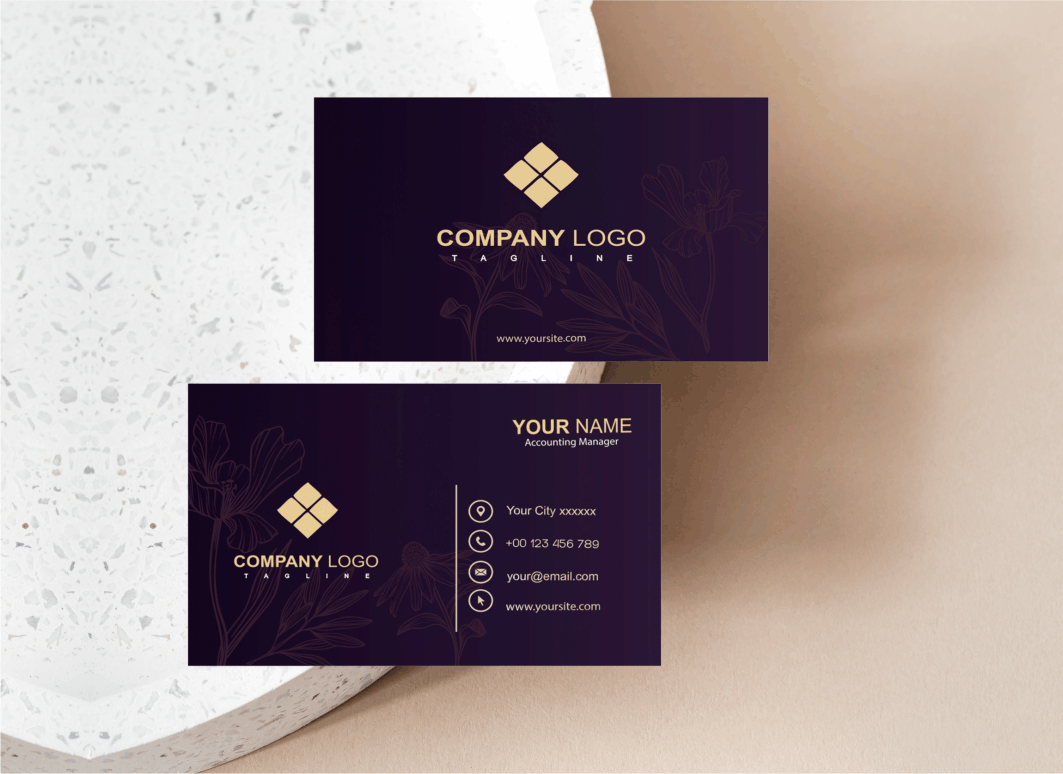 COMPANY LOGO
TAGLINE
www.yoursite.com
YOUR NAME
Accounting Manager
COMPANY LOGO
TAGLINE
Your City xxxxxx
+00 123 456 789
your@email.com
www.yoursite.com